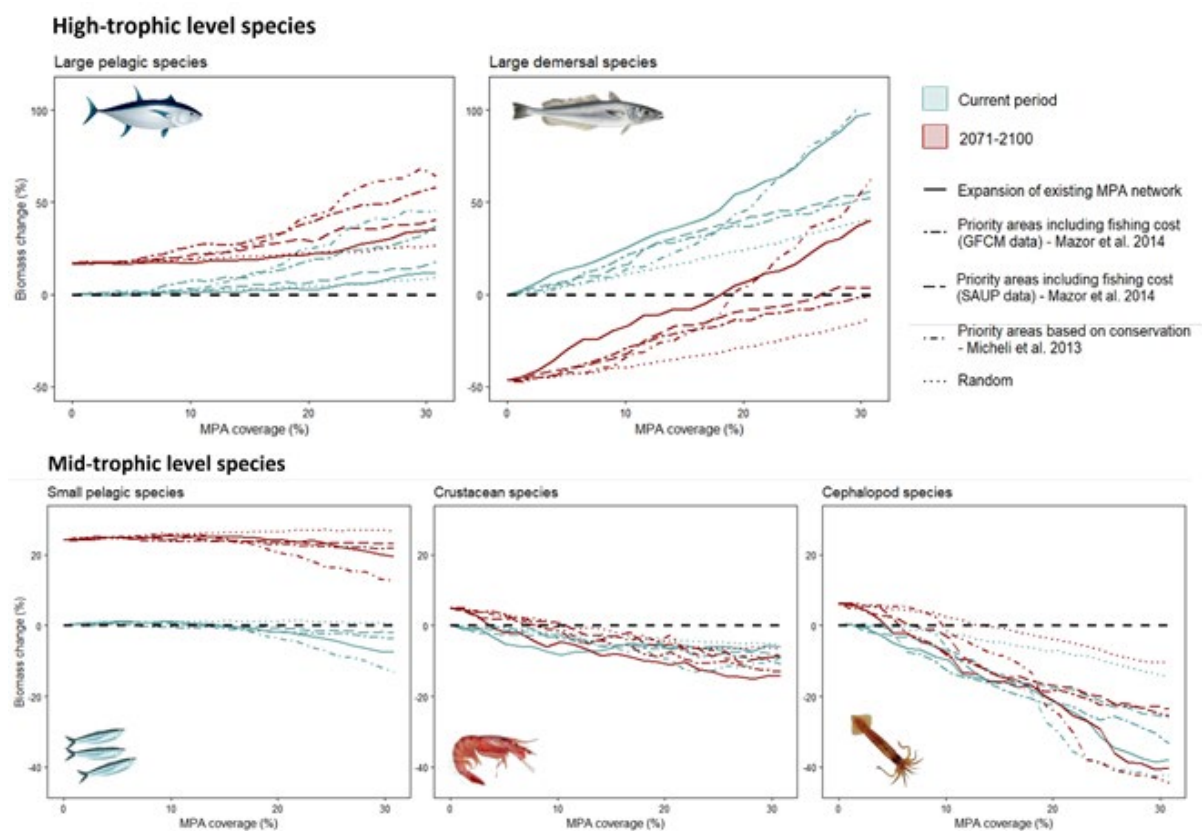 High-trophic level species
Large pelagic species
Large demersal species
Biomass change (%)
100
50
0
-50
0
10
20
30
MPA coverage (%)
100
50
0
-50
0
10
20
30
MPA coverage (%)
Current period
2071-2100
Expansion of existing MPA network
Priority areas including fishing cost
(GFCM data) - Mazor et al. 2014
Priority areas including fishing cost
(SAUP data) - Mazor et al. 2014
Priority areas based on conservation
- Micheli et al. 2013
Random
Mid-trophic level species
Small pelagic species
Crustacean species
Cephalopod species
Biomass change (%)
20
0
-20
-40
0
10
20
30
MPA coverage (%)
20
0
-20
-40
0
10
20
30
MPA coverage (%)
20
0
-20
-40
0
10
20
30
MPA coverage (%)